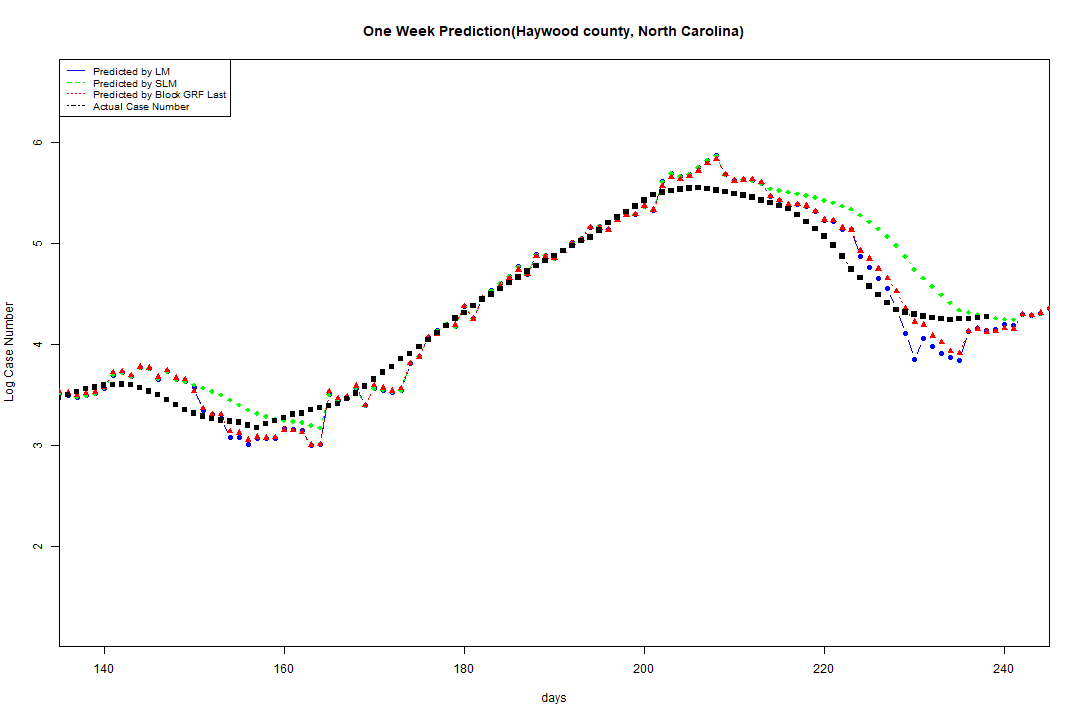 One Week Prediction(Haywood county, North Carolina)
Predicted by LM
Predicted by SLM
Predicted by Block GRF Last
Actual Case Number
6
5
4
3
2
Log Case Number
140 160 180 200 220 240
days